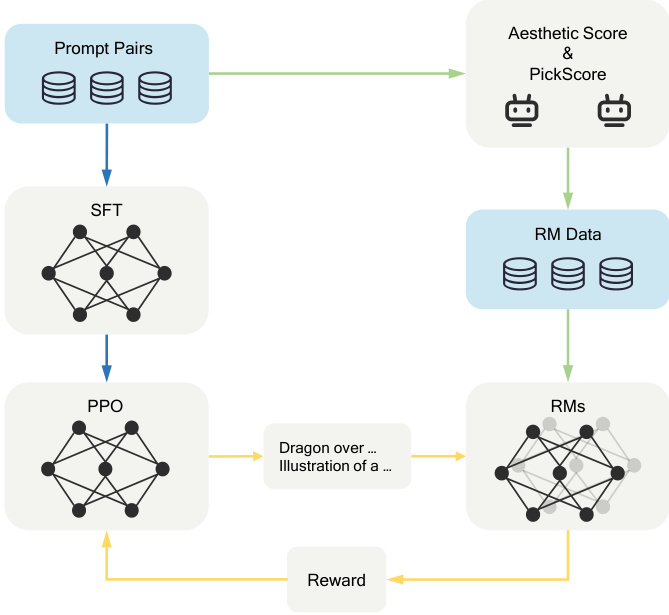 Prompt Pairs
Aesthetic Score
&
PickScore
SFT
RM Data
PPO
Dragon over ...
Illustration of a ...
RMs
Reward